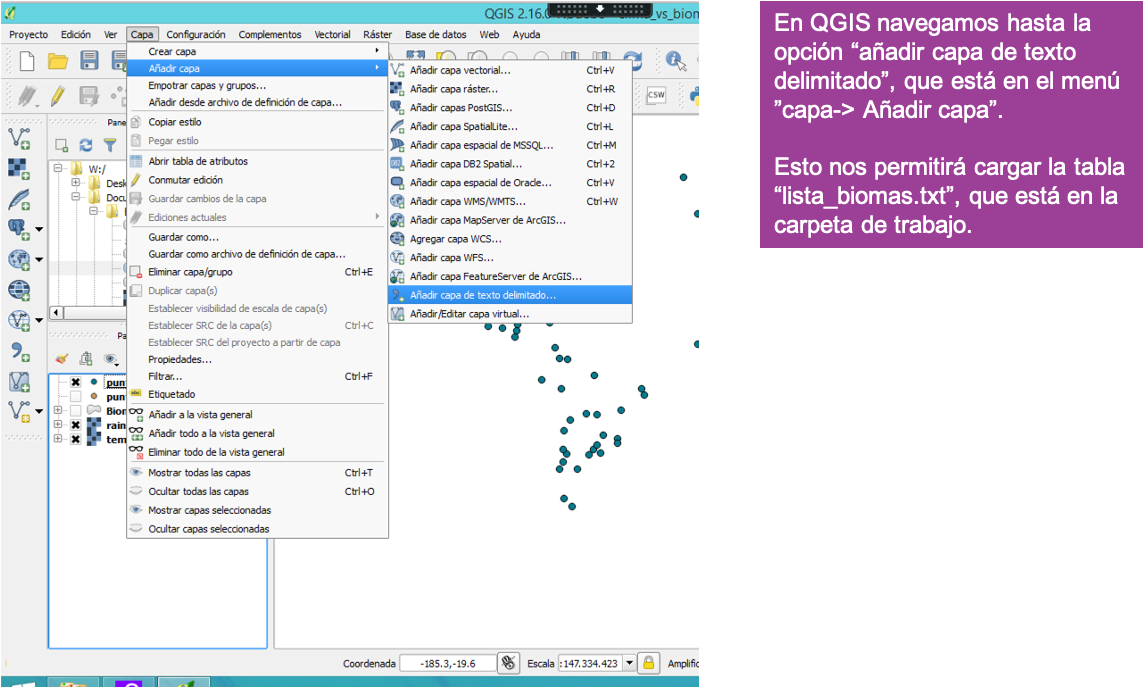 QGIS 2.16.
_vs_bion
Proyecto Edición Ver Capa Configuración Complementos Vectorial Ráster Base de datos Web Ayuda
Crear capa
Añadir capa
Empotrar capas y grupos...
Añadir desde archivo de definición de capa...
Copiar estilo
Pegar estilo
Abrir tabla de atributos
Conmutar edición
Guardar cambios de la capa
Ediciones actuales
Guardar como...
Guardar como archivo de definición de capa...
Eliminar capa/grupo Ctrl+E
Duplicar capa(s)
Establecer visibilidad de escala de capa(s)
Establecer SRC de la capa(s) Ctrl+C
Establecer SRC del proyecto a partir de capa
Propiedades...
Filtrar... Ctrl+F
Etiquetado
Añadir a la vista general
Añadir todo a la vista general
Eliminar todo de la vista general
Mostrar todas las capas Ctrl+T
Ocultar todas las capas Ctrl+O
Mostrar capas seleccionadas
Ocultar capas seleccionadas
Añadir capa vectorial... Ctrl+V
Añadir capa ráster... Ctrl+R
Añadir capas PostGIS... Ctrl+D
Añadir capa SpatiaLite... Ctrl+L
Añadir capa espacial de MSSQL... Ctrl+M
Añadir capa DB2 Spatial... Ctrl+2
Añadir capa espacial de Oracle... Ctrl+V
Añadir capa WMS/WMTS... Ctrl+W
Añadir capa MapServer de ArcGIS...
Agregar capa WCS...
Añadir capa WFS...
Añadir capa FeatureServer de ArcGIS...
Añadir capa de texto delimitado...
Añadir/Editar capa virtual...
CSW
Pane
W:/
Desk
Docu
Pa
punt
punt
Biom
rain
tem
Coordenada -185.3,-19.6 Escala :147.334.423 Amplific
En QGIS navegamos hasta la
opción “añadir capa de texto
delimitado”, que está en el menú
”capa-> Añadir capa”.
Esto nos permitirá cargar la tabla
“lista_biomas.txt”, que está en la
carpeta de trabajo.